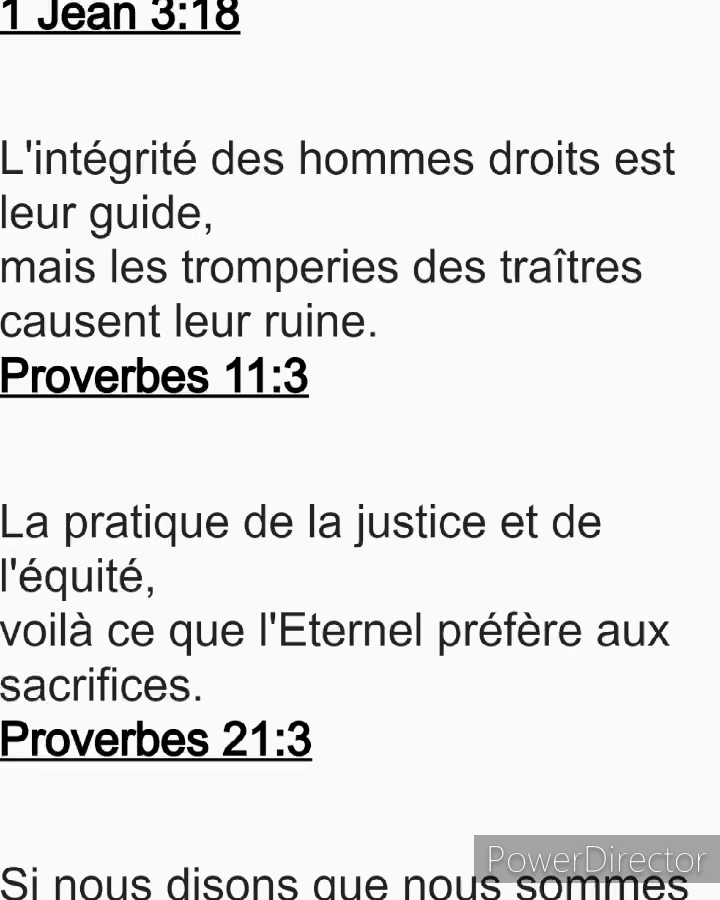 1 Jean 3:18
L'intégrité des hommes droits est
leur guide,
mais les tromperies des traîtres
causent leur ruine.
Proverbes 11:3
La pratique de la justice et de
l'équité,
voilà ce que l'Eternel préfère aux
sacrifices.
Proverbes 21:3
PowerDirector
Si nous disons que nous sommes